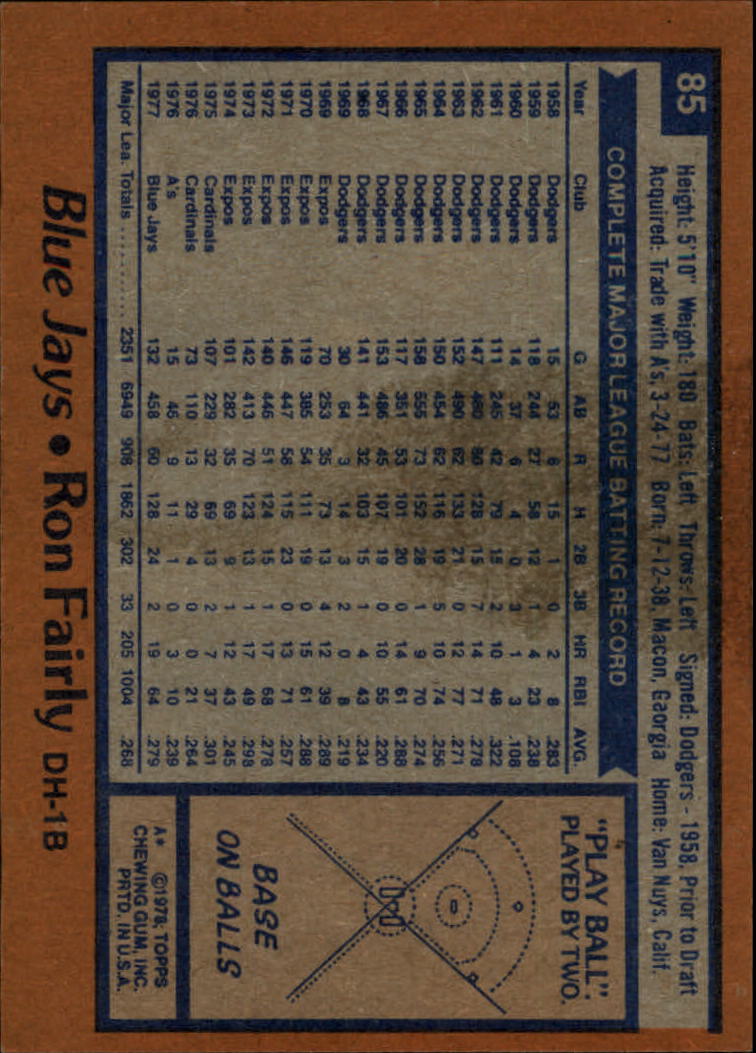 85
Height: 5'10" Weight: 180 Bats: Left Throws: Left Signed: Dodgers - 1958, Prior to Draft
Acquired: Trade with A's, 3-24-77 Born: 7-12-38, Macon, Georgia Home: Van Nuys, Calif.
COMPLETE MAJOR LEAGUE BATTING RECORD
Year Club G AB R H 2B 3B HR RBI AVG.
1958 Dodgers 15 53 6 15 1 0 2 8 .283
1959 Dodgers 118 244 27 58 12 1 4 23 .238
1960 Dodgers 14 37 6 4 0 3 1 3 .108
1961 Dodgers 111 245 42 79 15 2 10 48 .322
1962 Dodgers 147 460 80 128 15 7 14 71 .278
1963 Dodgers 152 490 62 133 21 0 12 77 .271
1964 Dodgers 150 454 62 116 19 5 10 74 .256
1965 Dodgers 158 555 73 152 28 1 9 70 .274
1966 Dodgers 117 351 53 101 20 0 14 61 .288
1967 Dodgers 153 486 45 107 19 0 10 55 .220
1968 Dodgers 141 441 32 103 15 1 4 43 .234
1969 Dodgers 30 64 3 14 3 2 0 8 .219
1969 Expos 70 253 35 73 13 4 12 39 .289
1970 Expos 119 385 54 111 19 0 15 61 .288
1971 Expos 146 447 58 115 23 0 13 71 .257
1972 Expos 140 446 51 124 15 1 17 68 .278
1973 Expos 142 413 70 123 13 1 17 49 .298
1974 Expos 101 282 35 69 9 1 12 43 .245
1975 Cardinals 107 229 32 69 13 2 7 37 .301
1976 Cardinals 73 110 13 29 4 0 0 21 .264
1976 A's 15 46 9 11 1 0 3 10 .239
1977 Blue Jays 132 458 60 128 24 2 19 64 .279
Major Lea. Totals .......... 2351 6949 908 1862 302 33 205 1004 .268
"PLAY BALL"
PLAYED BY TWO.
BASE
ON BALLS
A* ©1978, TOPPS
CHEWING GUM, INC.
PRTD. IN U.S.A.
Blue Jays • Ron Fairly DH-1B